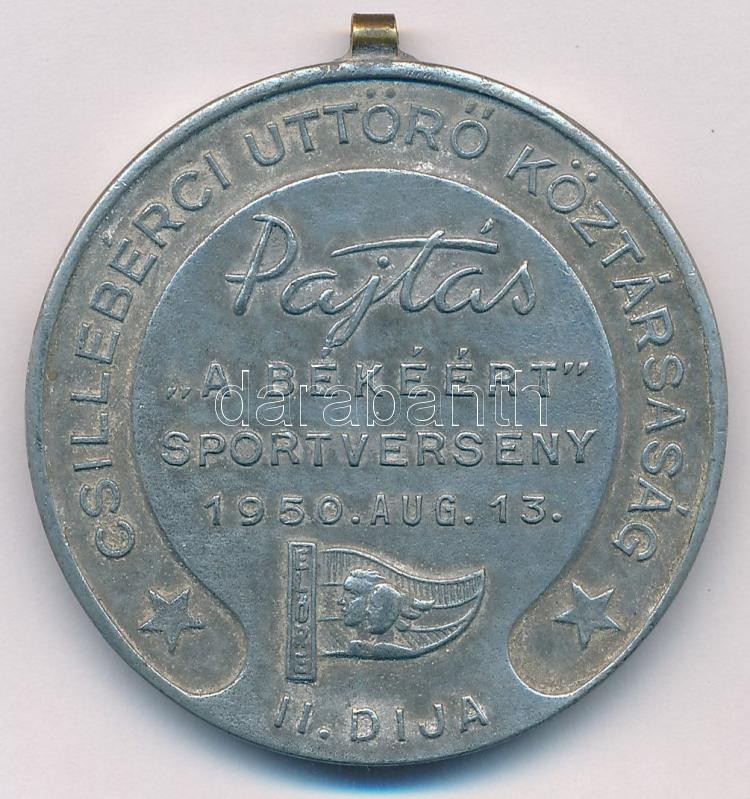 CSILLEBÉRCI UTTÖRŐ KÖZTÁRSASÁG
Pajtás
„A BÉKÉÉRT”
SPORTVERSENY
1950. AUG. 13.
ELŐRE
II. DIJA
darabanth